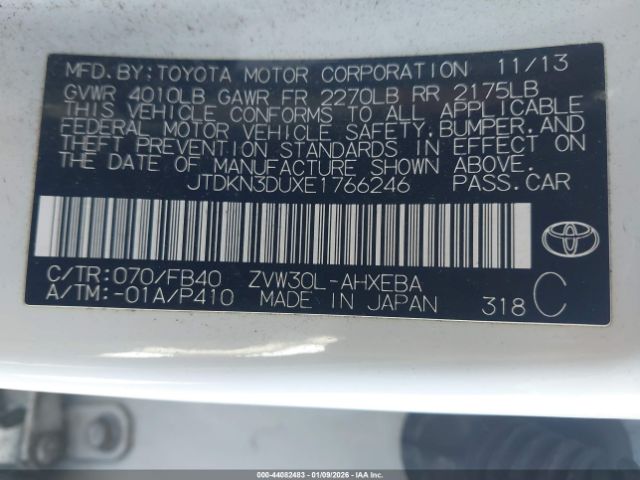 MFD.BY:TOYOTA MOTOR CORPORATION 11/13
GVWR 4010LB GAWR FR 2270LB RR 2175LB
THIS VEHICLE CONFORMS TO ALL APPLICABLE
FEDERAL MOTOR VEHICLE SAFETY,BUMPER,AND
THEFT PREVENTION STANDARDS IN EFFECT ON
THE DATE OF MANUFACTURE SHOWN ABOVE.
JTDKN3DUXE1766246 PASS.CAR
TOYOTA
C/TR:070/FB40 ZVW30L-AHXEBA
A/TM:-01A/P410 MADE IN JAPAN 318 C
000-44082483 - 01/09/2026 - IAAI.COM